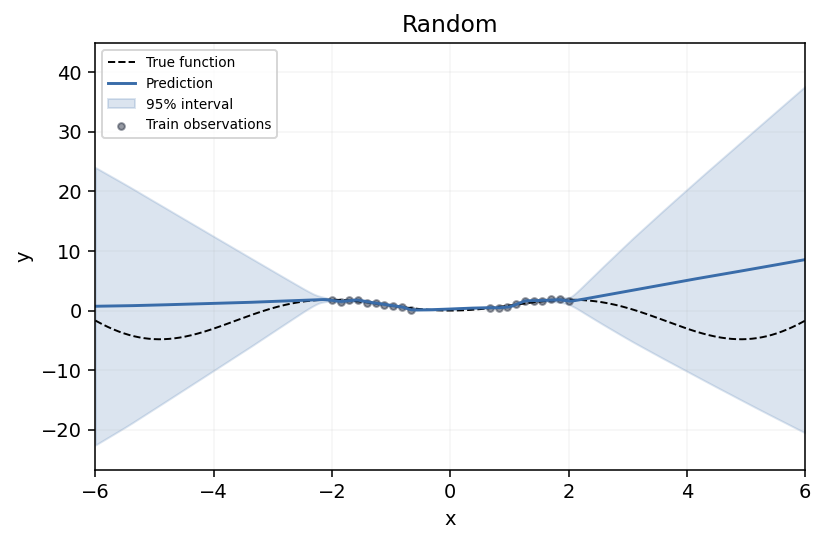 Random
True function
Prediction
95% interval
Train observations
40
30
20
10
0
−10
−20
y
−6 −4 −2 0 2 4 6
x